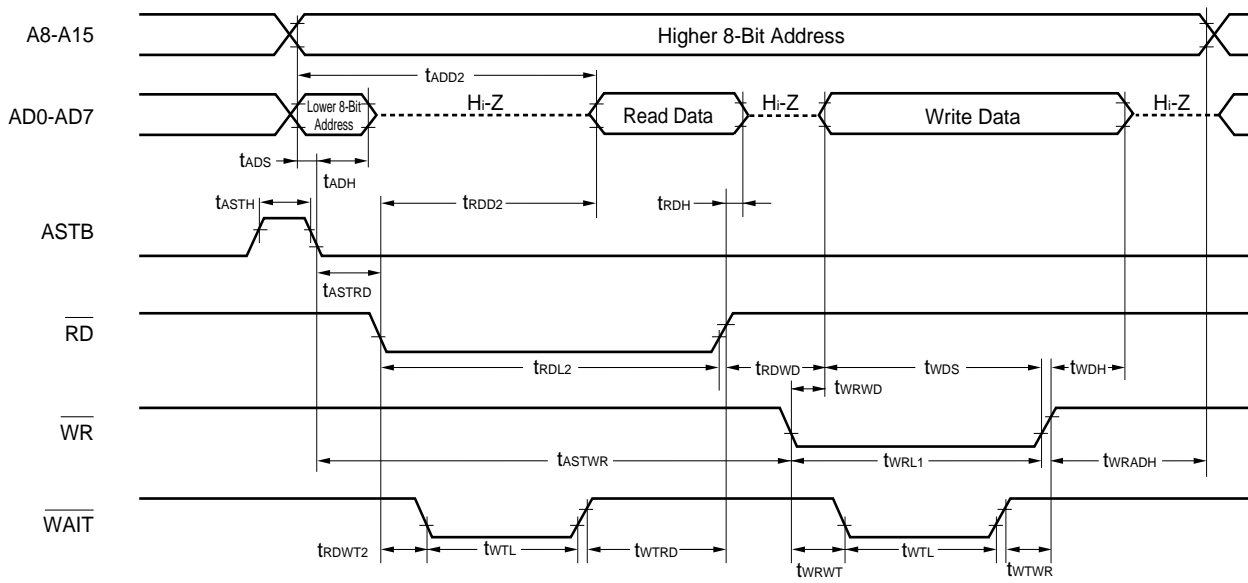 A8-A15
Higher 8-Bit Address
tADD2
AD0-AD7
Lower 8-Bit
Address
Hi-Z
Read Data
Hi-Z
Write Data
Hi-Z
tADS
tADH
tASTH
tRDD2
tRDH
ASTB
tASTRD
RD
tRDL2
tRDWD
tWDS
tWDH
tWRWD
WR
tASTWR
tWRL1
tWRADH
WAIT
tRDWT2
tWTL
tWTRD
tWRWT
tWTL
tWTWR